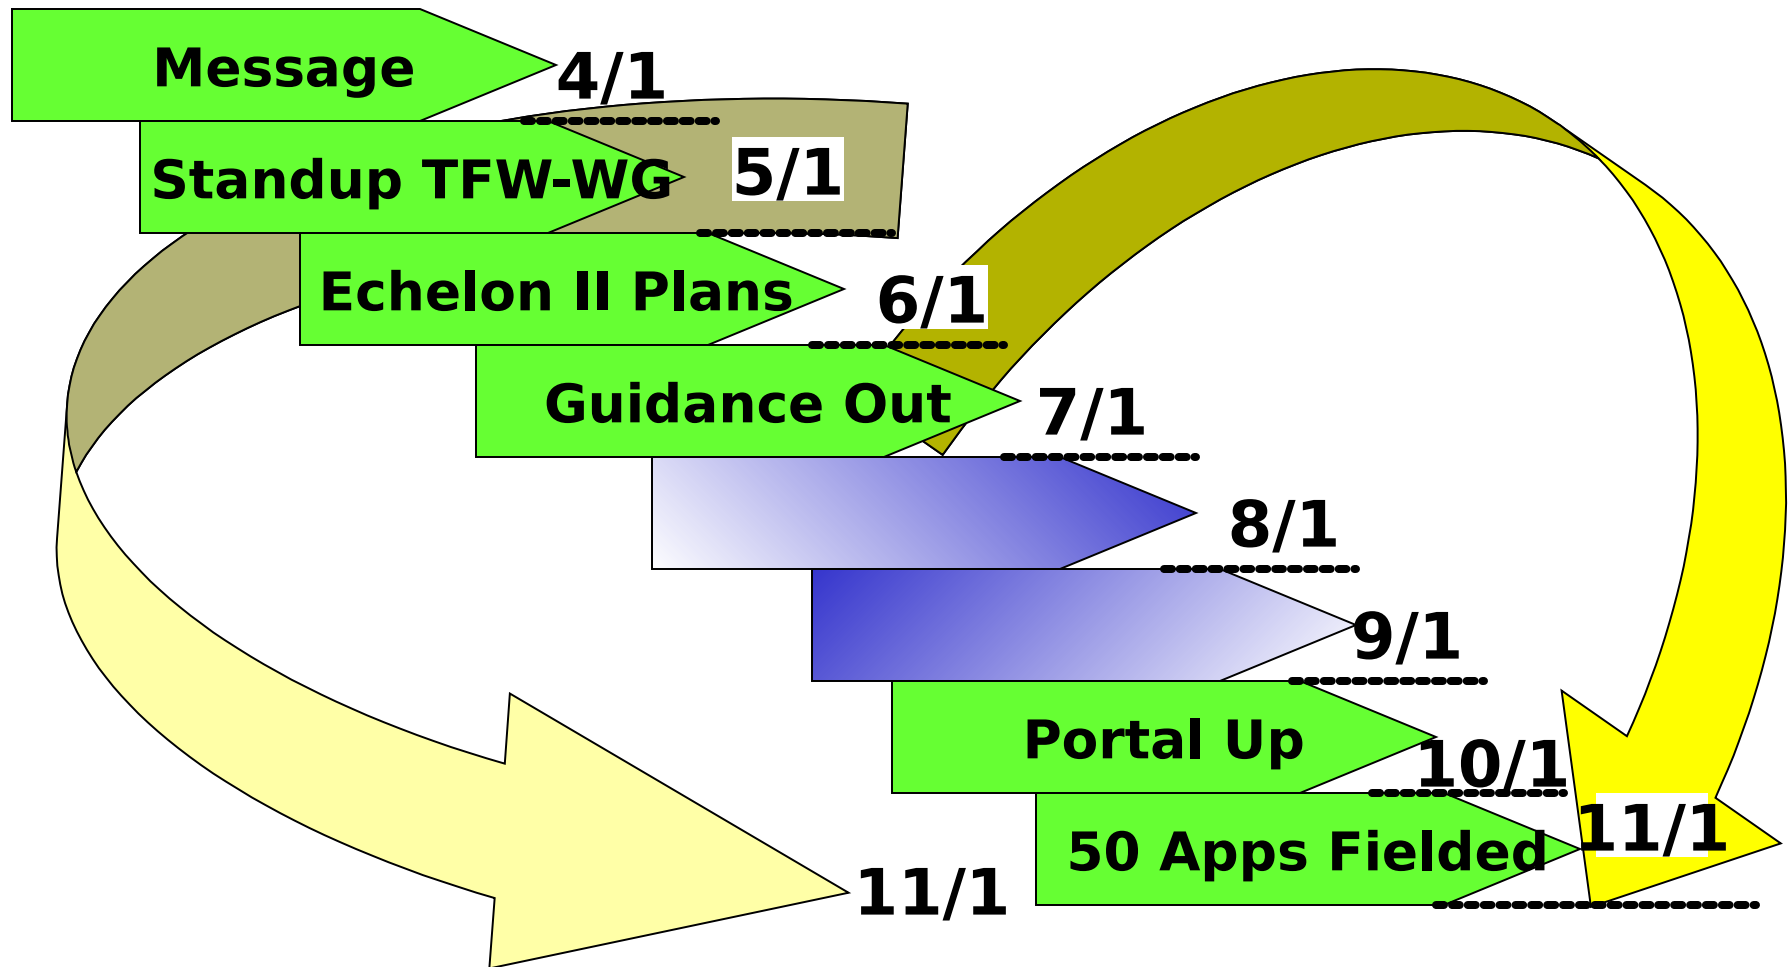 Message
4/1
Standup TFW-WG
5/1
Echelon II Plans
6/1
Guidance Out
7/1
8/1
9/1
Portal Up
10/1
50 Apps Fielded
11/1
11/1